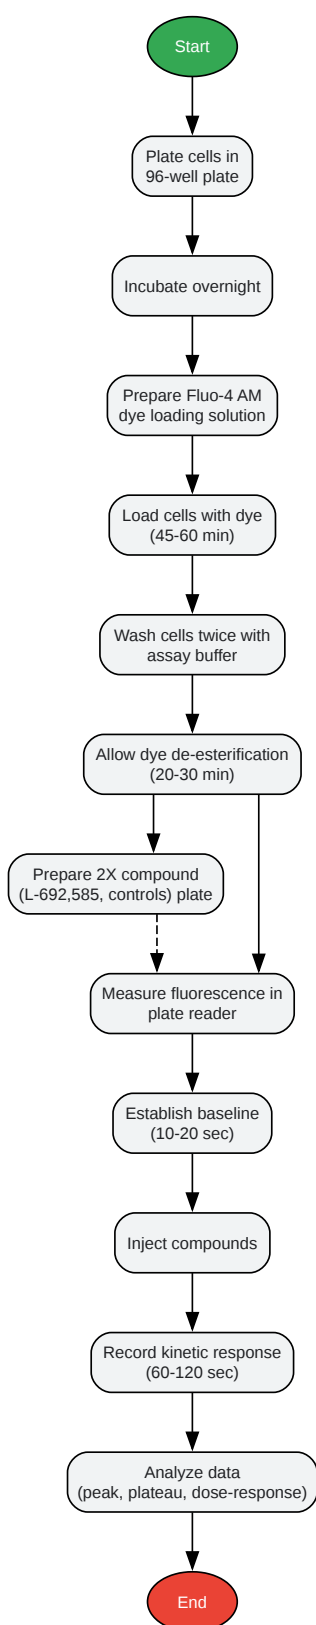 Start
Plate cells in
96-well plate
Incubate overnight
Prepare Fluo-4 AM
dye loading solution
Load cells with dye
(45-60 min)
Wash cells twice with
assay buffer
Allow dye de-esterification
(20-30 min)
Prepare 2X compound
(L-692,585, controls) plate
Measure fluorescence in
plate reader
Establish baseline
(10-20 sec)
Inject compounds
Record kinetic response
(60-120 sec)
Analyze data
(peak, plateau, dose-response)
End